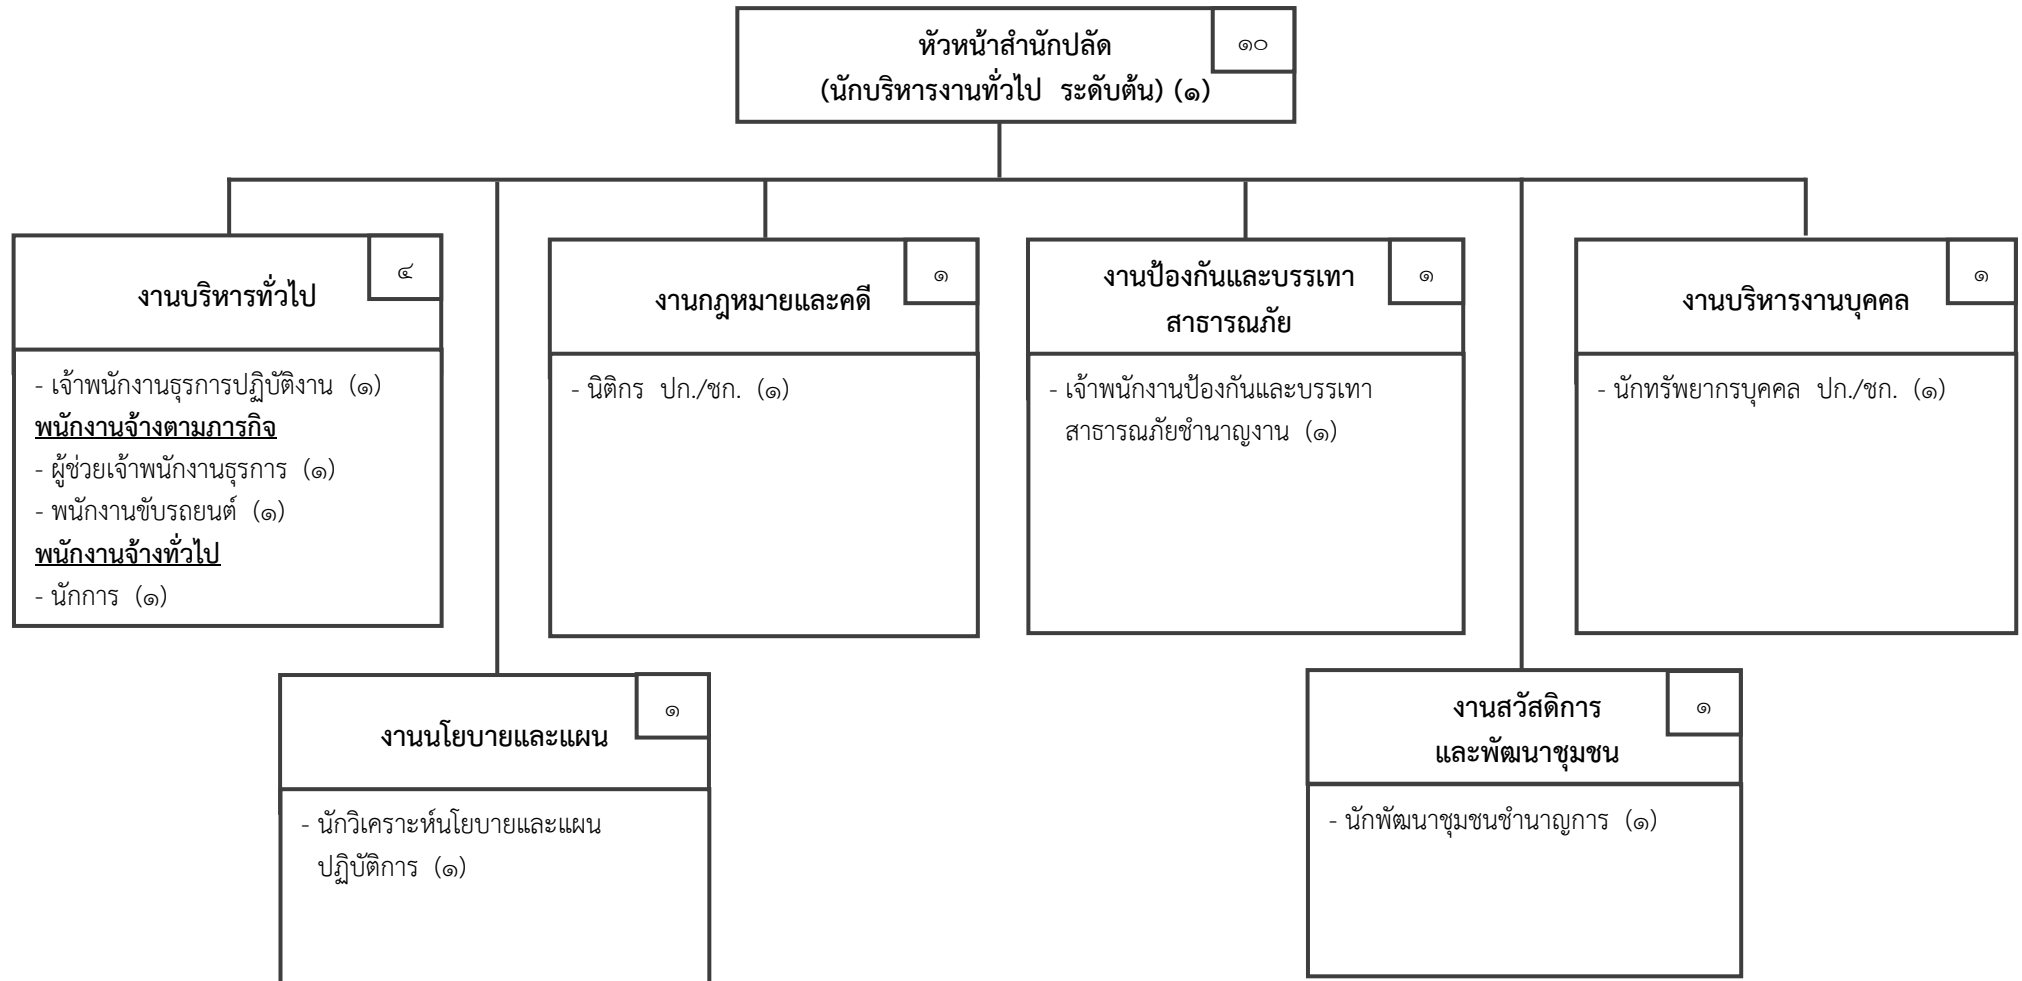 หัวหน้าสำนักปลัด
๑๐
(นักบริหารงานทั่วไป ระดับต้น) (๑)
งานบริหารทั่วไป
๔
- เจ้าพนักงานธุรการปฏิบัติงาน (๑)
พนักงานจ้างตามภารกิจ
- ผู้ช่วยเจ้าพนักงานธุรการ (๑)
- พนักงานขับรถยนต์ (๑)
พนักงานจ้างทั่วไป
- นักการ (๑)
งานกฎหมายและคดี
๑
- นิติกร ปก./ชก. (๑)
งานป้องกันและบรรเทา
สาธารณภัย
๑
- เจ้าพนักงานป้องกันและบรรเทา
สาธารณภัยชำนาญงาน (๑)
งานบริหารงานบุคคล
๑
- นักทรัพยากรบุคคล ปก./ชก. (๑)
งานนโยบายและแผน
๑
- นักวิเคราะห์นโยบายและแผน
ปฏิบัติการ (๑)
งานสวัสดิการ
และพัฒนาชุมชน
๑
- นักพัฒนาชุมชนชำนาญการ (๑)